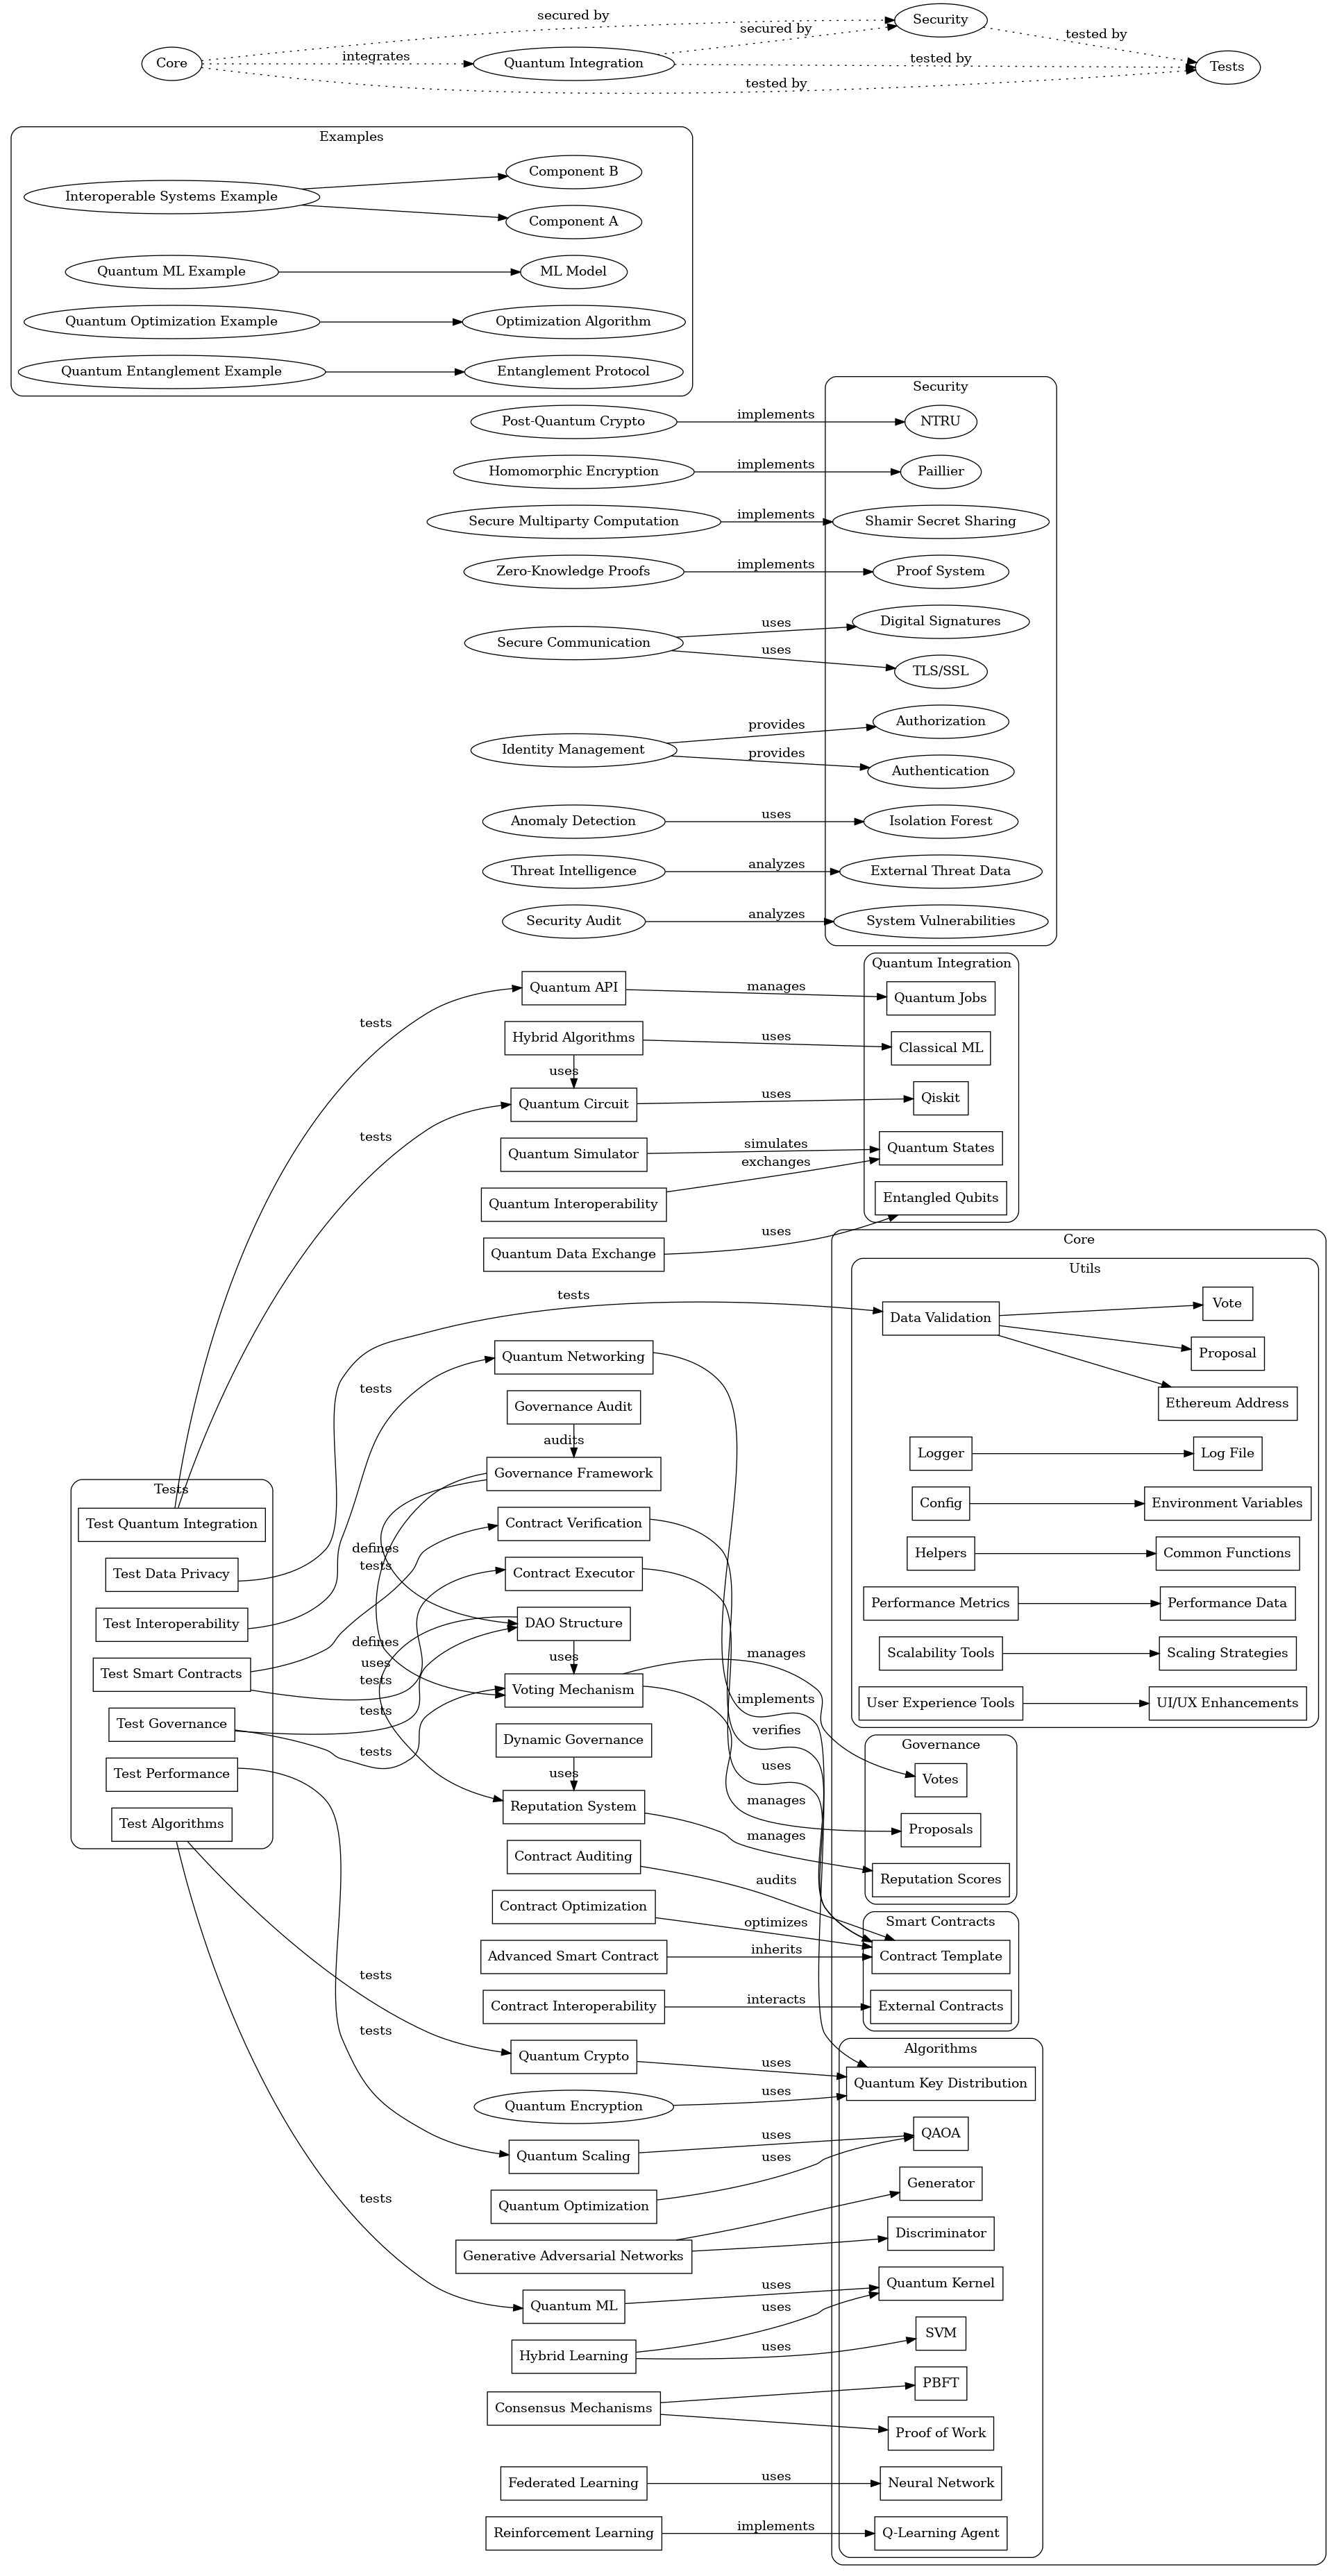 secured by
Security
secured by
tested by
Core
integrates
Quantum Integration
tested by
Tests
tested by
Examples
Interoperable Systems Example
Component B
Component A
Quantum ML Example
ML Model
Quantum Optimization Example
Optimization Algorithm
Quantum Entanglement Example
Entanglement Protocol
Security
Post-Quantum Crypto
implements
NTRU
Homomorphic Encryption
implements
Paillier
Secure Multiparty Computation
implements
Shamir Secret Sharing
Zero-Knowledge Proofs
implements
Proof System
Secure Communication
uses
Digital Signatures
uses
TLS/SSL
Identity Management
provides
Authorization
provides
Authentication
Anomaly Detection
uses
Isolation Forest
Threat Intelligence
analyzes
External Threat Data
Security Audit
analyzes
System Vulnerabilities
Quantum Integration
Quantum API
manages
Quantum Jobs
tests
Hybrid Algorithms
uses
Classical ML
uses
Quantum Circuit
uses
Qiskit
tests
Quantum Simulator
simulates
Quantum States
exchanges
Quantum Interoperability
Entangled Qubits
Quantum Data Exchange
uses
Core
Utils
tests
Data Validation
Vote
Proposal
Ethereum Address
Quantum Networking
tests
Governance Audit
audits
Logger
Log File
Governance Framework
Config
Environment Variables
Tests
Test Quantum Integration
Contract Verification
defines
Helpers
Common Functions
tests
Test Data Privacy
Contract Executor
Performance Metrics
Performance Data
Test Interoperability
DAO Structure
defines
uses
manages
Scalability Tools
Scaling Strategies
uses
Test Smart Contracts
tests
Voting Mechanism
implements
User Experience Tools
UI/UX Enhancements
tests
Test Governance
Dynamic Governance
verifies
Governance
tests
uses
uses
Test Performance
Votes
Reputation System
manages
Proposals
Test Algorithms
manages
Contract Auditing
audits
Reputation Scores
Contract Optimization
optimizes
Smart Contracts
Advanced Smart Contract
inherits
Contract Template
tests
Contract Interoperability
interacts
External Contracts
tests
Algorithms
Quantum Crypto
uses
Quantum Key Distribution
Quantum Encryption
uses
Quantum Scaling
uses
QAOA
uses
Quantum Optimization
Generator
tests
Generative Adversarial Networks
Discriminator
Quantum ML
uses
Quantum Kernel
uses
Hybrid Learning
uses
SVM
Consensus Mechanisms
PBFT
Proof of Work
Federated Learning
uses
Neural Network
Reinforcement Learning
implements
Q-Learning Agent